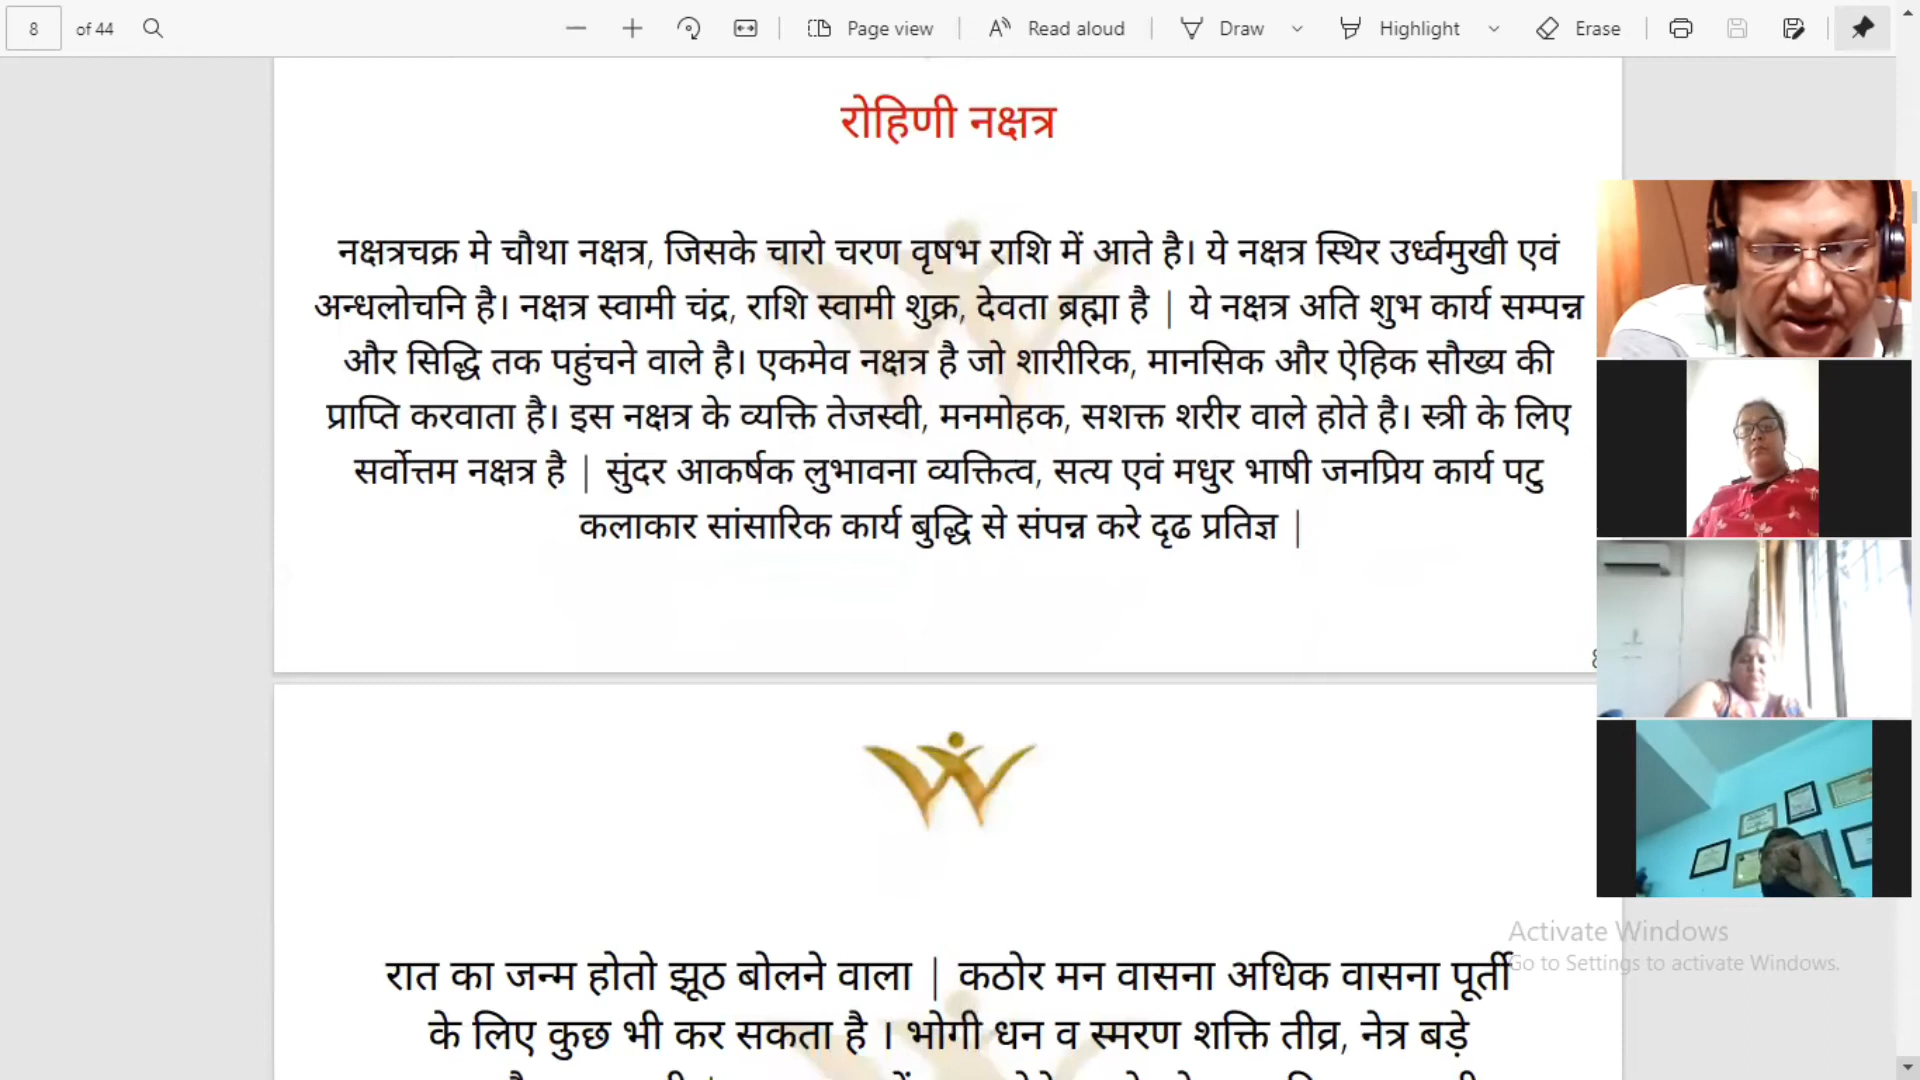 8 of 44 Page view Read aloud Draw Highlight Erase
रोहिणी नक्षत्र
नक्षत्रचक्र मे चौथा नक्षत्र, जिसके चारो चरण वृषभ राशि में आते है। ये नक्षत्र स्थिर उर्ध्वमुखी एवं
अन्धलोचनि है। नक्षत्र स्वामी चंद्र, राशि स्वामी शुक्र, देवता ब्रह्मा है | ये नक्षत्र अति शुभ कार्य सम्पन्न
और सिद्धि तक पहुंचने वाले है। एकमेव नक्षत्र है जो शारीरिक, मानसिक और ऐहिक सौख्य की
प्राप्ति करवाता है। इस नक्षत्र के व्यक्ति तेजस्वी, मनमोहक, सशक्त शरीर वाले होते है। स्त्री के लिए
सर्वोत्तम नक्षत्र है | सुंदर आकर्षक लुभावना व्यक्तित्व, सत्य एवं मधुर भाषी जनप्रिय कार्य पटु
कलाकार सांसारिक कार्य बुद्धि से संपन्न करे दृढ प्रतिज्ञ |
रात का जन्म होतो झूठ बोलने वाला | कठोर मन वासना अधिक वासना पूर्ती
के लिए कुछ भी कर सकता है । भोगी धन व स्मरण शक्ति तीव्र, नेत्र बड़े
Activate Windows
Go to Settings to activate Windows.